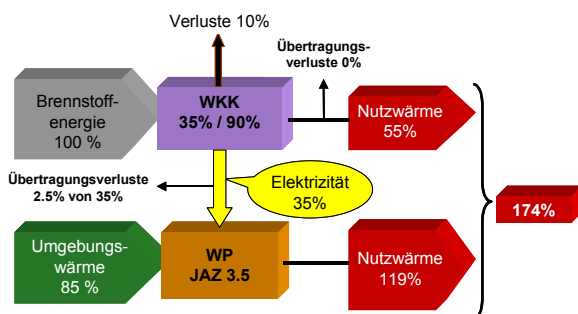 Verluste 10%
Übertragungs-
verluste 0%
Brennstoff-
energie
100 %
WKK
35% / 90%
Nutzwärme
55%
Übertragungsverluste
2.5% von 35%
Elektrizität
35%
174%
Umgebungs-
wärme
85 %
WP
JAZ 3.5
Nutzwärme
119%